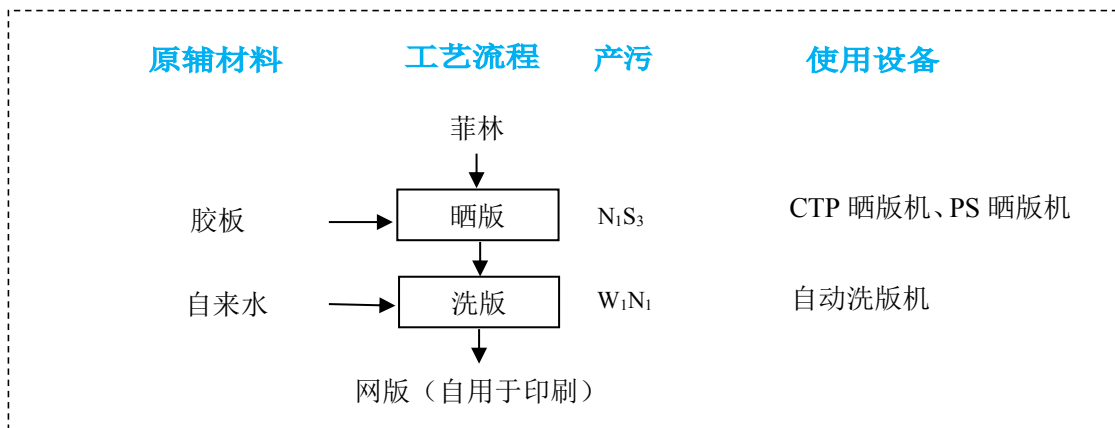 原辅材料 工艺流程 产污 使用设备
菲林
胶板 晒版 N₁S₃ CTP 晒版机、PS 晒版机
自来水 洗版 W₁N₁ 自动洗版机
网版（自用于印刷）